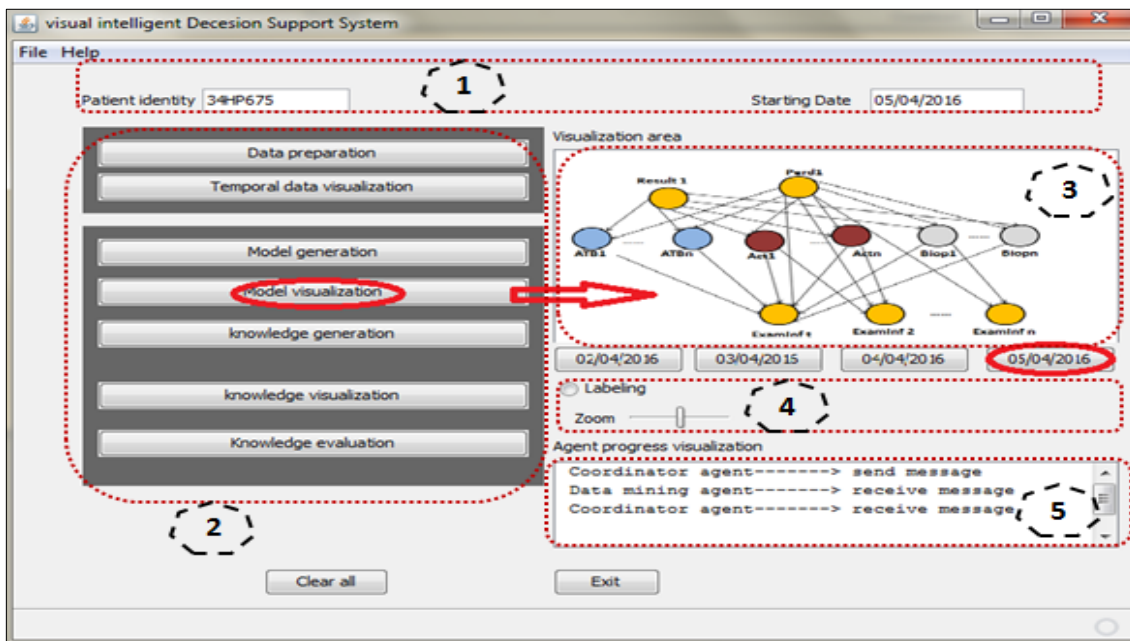 visual intelligent Decesion Support System
File Help
1
Patient identity 34HP675 Starting Date 05/04/2016
Data preparation
Temporal data visualization
Model generation
Model visualization
knowledge generation
knowledge visualization
Knowledge evaluation
2
Visualization area
3
Result 1 Perd1
ATB1 ...... ATBn Act1 ...... Actn Biop1 ...... Biopn
ExamInf 1 ExamInf 2 ...... ExamInf n
02/04/2016 03/04/2015 04/04/2016 05/04/2016
Labeling
Zoom
4
Agent progress visualization
Coordinator agent-------> send message
Data mining agent-------> receive message
Coordinator agent-------> receive message
5
Clear all Exit